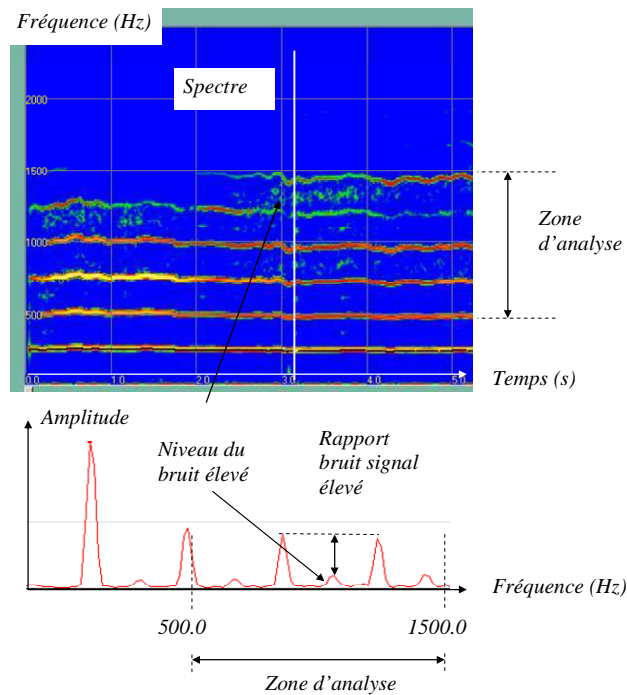 Fréquence (Hz)
Spectre
2000
1500
1000
500
Zone
d'analyse
0.0
1.0
2.0
3.0
4.0
5.0
Temps (s)
Amplitude
Niveau du
bruit élevé
Rapport
bruit signal
élevé
Fréquence (Hz)
500.0
1500.0
Zone d'analyse